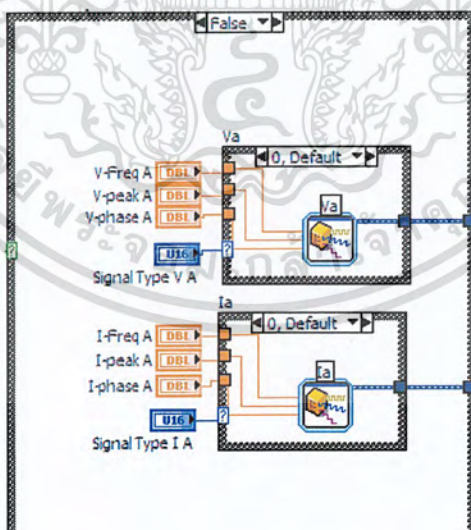 False
Va
0, Default
V-Freq A DBL
V-peak A DBL
V-phase A DBL
Va
?
U16 ?
Signal Type V A
Ia
0, Default
I-Freq A DBL
I-peak A DBL
I-phase A DBL
Ia
U16 ?
Signal Type I A